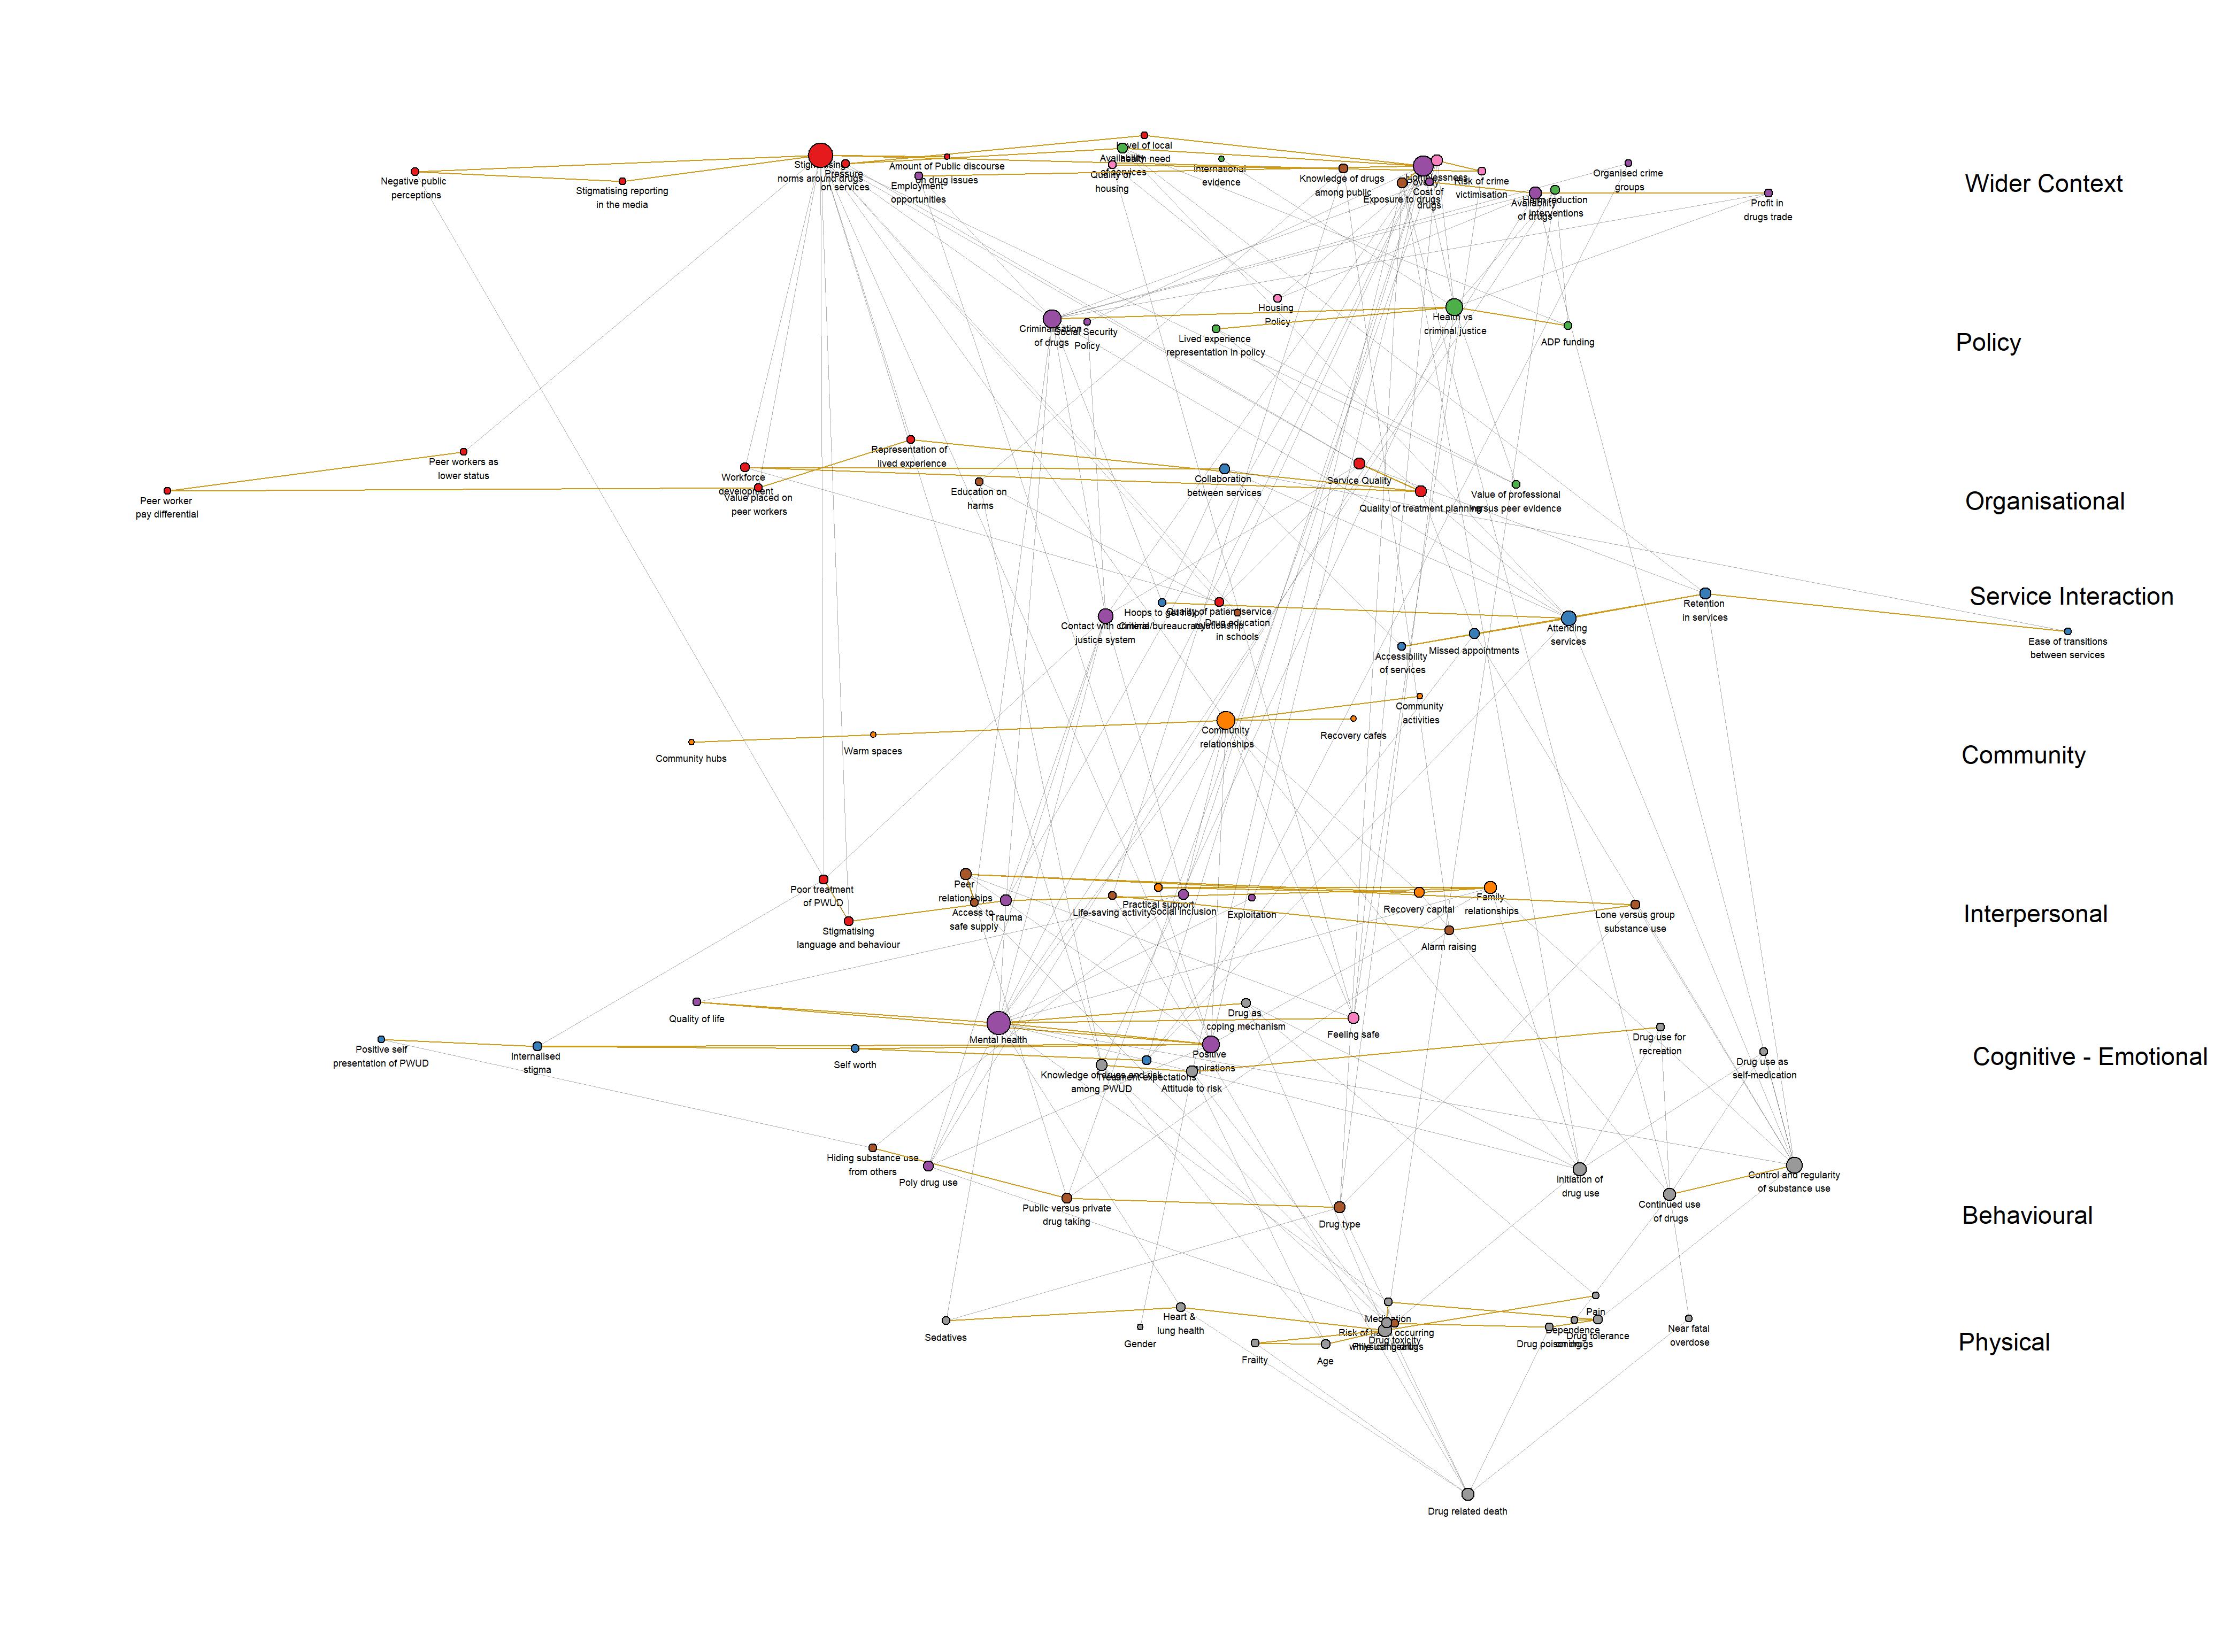 Level of local
health need
Stigmatising
norms around drugs
Pressure
on services
Amount of Public discourse
on drug issues
Availability
of services
Negative public
perceptions
Stigmatising reporting
in the media
Employment
opportunities
Quality of
housing
International
evidence
Knowledge of drugs
among public
Homelessness
Poverty
Exposure to drugs
Cost of
drugs
Risk of crime
victimisation
Organised crime
groups
Availability
of drugs
Harm reduction
interventions
Profit in
drugs trade
Wider Context
Criminalisation
of drugs
Social Security
Policy
Housing
Policy
Lived experience
representation in policy
Health vs
criminal justice
ADP funding
Policy
Peer worker
pay differential
Peer workers as
lower status
Workforce
development
Value placed on
peer workers
Representation of
lived experience
Education on
harms
Collaboration
between services
Service Quality
Quality of treatment planning
Value of professional
versus peer evidence
Organisational
Contact with criminal
justice system
Hoops to get help
Quality of patient/service
relationship
Drug education
in schools
Accessibility
of services
Missed appointments
Attending
services
Retention
in services
Ease of transitions
between services
Service Interaction
Community hubs
Warm spaces
Community
relationships
Recovery cafes
Community
activities
Community
Poor treatment
of PWUD
Stigmatising
language and behaviour
Peer
relationships
Access to
safe supply
Trauma
Life-saving activity
Practical support
Social inclusion
Exploitation
Recovery capital
Family
relationships
Alarm raising
Lone versus group
substance use
Interpersonal
Quality of life
Positive self
presentation of PWUD
Internalised
stigma
Self worth
Mental health
Knowledge of drugs and risk
among PWUD
Treatment expectations
Drug as
coping mechanism
Positive
aspirations
Attitude to risk
Feeling safe
Drug use for
recreation
Drug use as
self-medication
Cognitive - Emotional
Hiding substance use
from others
Poly drug use
Public versus private
drug taking
Drug type
Initiation of
drug use
Continued use
of drugs
Control and regularity
of substance use
Behavioural
Sedatives
Heart &
lung health
Gender
Frailty
Age
Medication
Risk of harm occurring
while using drugs
Drug toxicity
Physical health
Pain
Dependence
on drugs
Drug tolerance
Drug poisoning
Near fatal
overdose
Physical
Drug related death